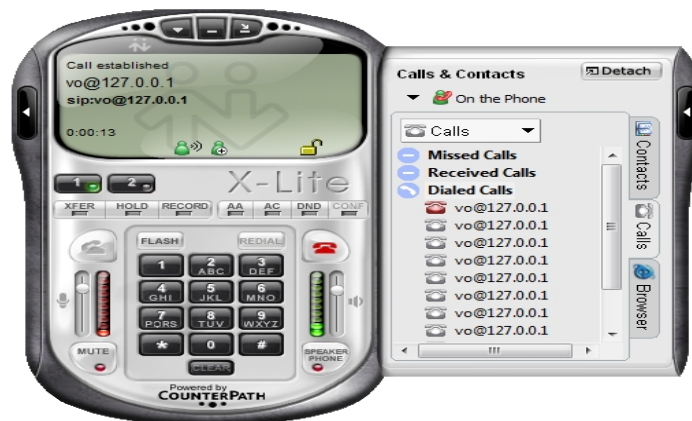 Call established
vo@127.0.0.1
sip:vo@127.0.0.1
0:00:13
1 2 X-Lite
XFER HOLD RECORD AA AC DND CONF
FLASH REDIAL
1 2 ABC 3 DEF
4 GHI 5 JKL 6 MNO
7 PQRS 8 TUV 9 WXYZ
* 0 #
MUTE CLEAR SPEAKER PHONE
Powered by
COUNTERPATH
Calls & Contacts Detach
On the Phone
Calls
Missed Calls
Received Calls
Dialed Calls
vo@127.0.0.1
vo@127.0.0.1
vo@127.0.0.1
vo@127.0.0.1
vo@127.0.0.1
vo@127.0.0.1
vo@127.0.0.1
vo@127.0.0.1
Contacts
Calls
Browser